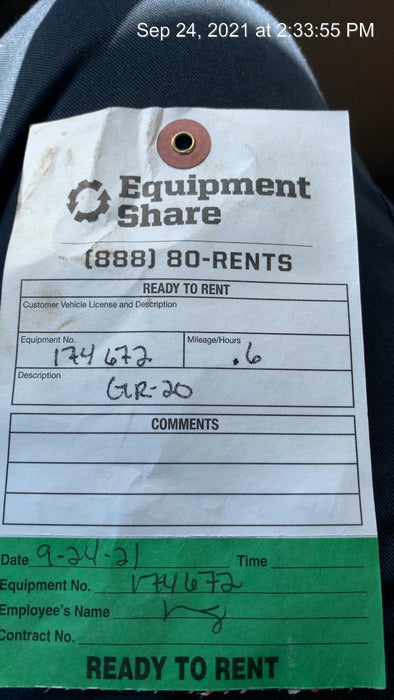 Sep 24, 2021 at 2:33:55 PM
Equipment
Share
(888) 80-RENTS
READY TO RENT
Customer Vehicle License and Description
Equipment No. 174672 Mileage/Hours .6
Description GR-20
COMMENTS
Date 9-24-21 Time
Equipment No. 174672
Employee's Name
Contract No.
READY TO RENT